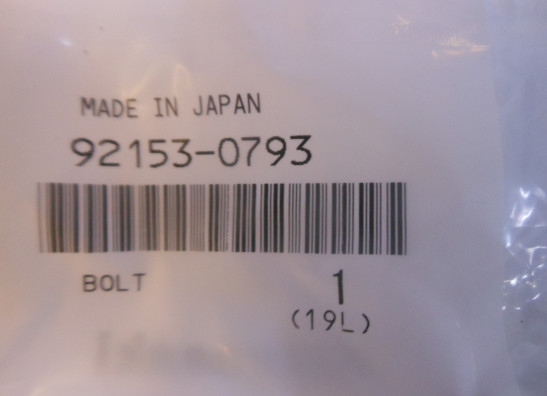 MADE IN JAPAN
92153-0793
BOLT 1
(19L)